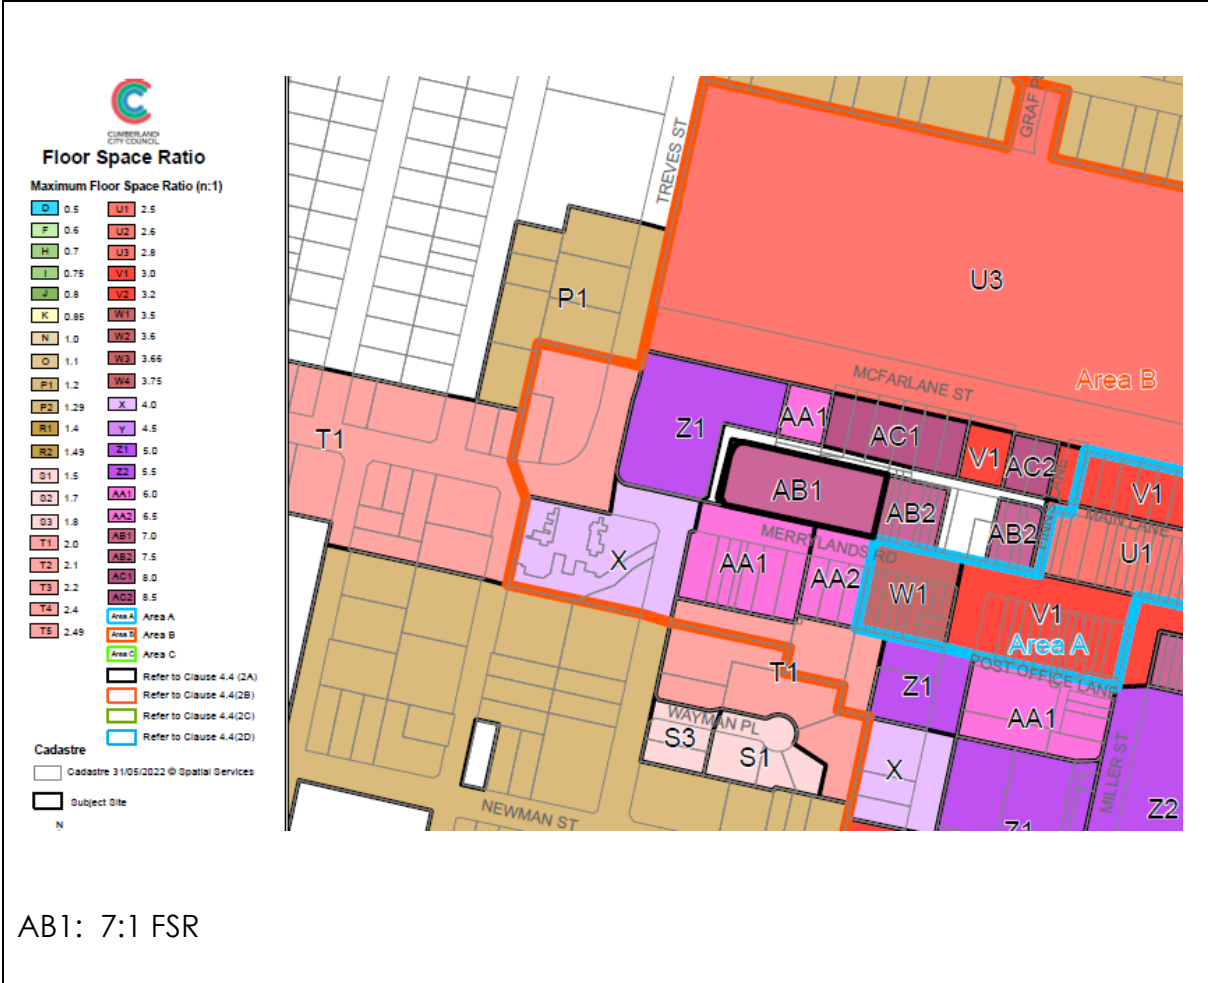 CUMBERLAND
CITY COUNCIL
Floor Space Ratio
Maximum Floor Space Ratio (n:1)
D 0.5
F 0.6
H 0.7
I 0.75
J 0.8
K 0.85
N 1.0
O 1.1
P1 1.2
P2 1.29
R1 1.4
R2 1.49
S1 1.5
S2 1.7
S3 1.8
T1 2.0
T2 2.1
T3 2.2
T4 2.4
T5 2.49
U1 2.5
U2 2.6
U3 2.8
V1 3.0
V2 3.2
W1 3.5
W2 3.6
W3 3.66
W4 3.75
X 4.0
Y 4.5
Z1 5.0
Z2 5.5
AA1 6.0
AA2 6.5
AB1 7.0
AB2 7.5
AC1 8.0
AC2 8.5
Area A Area A
Area B Area B
Area C Area C
Refer to Clause 4.4 (2A)
Refer to Clause 4.4(2B)
Refer to Clause 4.4(2C)
Refer to Clause 4.4(2D)
Cadastre
Cadastre 31/05/2022 © Spatial Services
Subject Site
N
TREVES ST
GRAF
U3
P1
MCFARLANE ST
Area B
T1
Z1
AA1
AC1
V1
AC2
V1
AB1
AB2
AB2
LANE
MAIN LANE
U1
MERRYLANDS RD
X
AA1
AA2
W1
V1
Area A
T1
Z1
POST OFFICE LANE
AA1
WAYMAN PL
S3
S1
X
MILLER ST
Z2
Z1
NEWMAN ST
AB1: 7:1 FSR